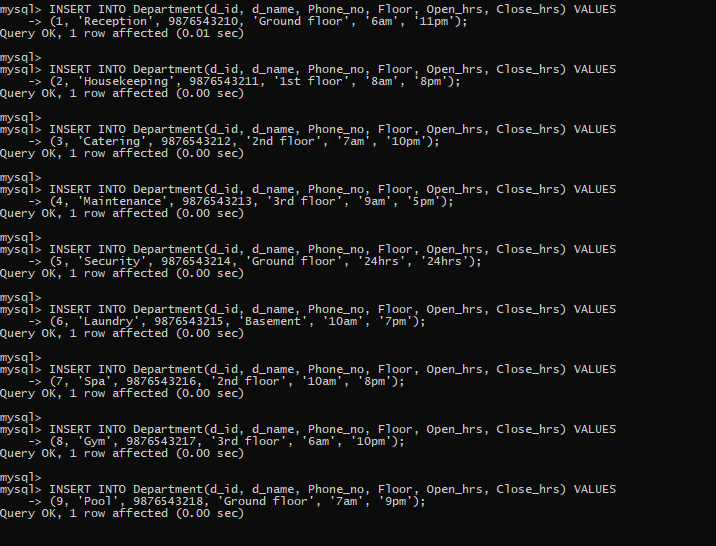 mysql> INSERT INTO Department(d_id, d_name, Phone_no, Floor, Open_hrs, Close_hrs) VALUES
    -> (1, 'Reception', 9876543210, 'Ground floor', '6am', '11pm');
Query OK, 1 row affected (0.01 sec)

mysql>
mysql> INSERT INTO Department(d_id, d_name, Phone_no, Floor, Open_hrs, Close_hrs) VALUES
    -> (2, 'Housekeeping', 9876543211, '1st floor', '8am', '8pm');
Query OK, 1 row affected (0.00 sec)

mysql>
mysql> INSERT INTO Department(d_id, d_name, Phone_no, Floor, Open_hrs, Close_hrs) VALUES
    -> (3, 'Catering', 9876543212, '2nd floor', '7am', '10pm');
Query OK, 1 row affected (0.00 sec)

mysql>
mysql> INSERT INTO Department(d_id, d_name, Phone_no, Floor, Open_hrs, Close_hrs) VALUES
    -> (4, 'Maintenance', 9876543213, '3rd floor', '9am', '5pm');
Query OK, 1 row affected (0.00 sec)

mysql>
mysql> INSERT INTO Department(d_id, d_name, Phone_no, Floor, Open_hrs, Close_hrs) VALUES
    -> (5, 'Security', 9876543214, 'Ground floor', '24hrs', '24hrs');
Query OK, 1 row affected (0.00 sec)

mysql>
mysql> INSERT INTO Department(d_id, d_name, Phone_no, Floor, Open_hrs, Close_hrs) VALUES
    -> (6, 'Laundry', 9876543215, 'Basement', '10am', '7pm');
Query OK, 1 row affected (0.00 sec)

mysql>
mysql> INSERT INTO Department(d_id, d_name, Phone_no, Floor, Open_hrs, Close_hrs) VALUES
    -> (7, 'Spa', 9876543216, '2nd floor', '10am', '8pm');
Query OK, 1 row affected (0.00 sec)

mysql>
mysql> INSERT INTO Department(d_id, d_name, Phone_no, Floor, Open_hrs, Close_hrs) VALUES
    -> (8, 'Gym', 9876543217, '3rd floor', '6am', '10pm');
Query OK, 1 row affected (0.00 sec)

mysql>
mysql> INSERT INTO Department(d_id, d_name, Phone_no, Floor, Open_hrs, Close_hrs) VALUES
    -> (9, 'Pool', 9876543218, 'Ground floor', '7am', '9pm');
Query OK, 1 row affected (0.00 sec)